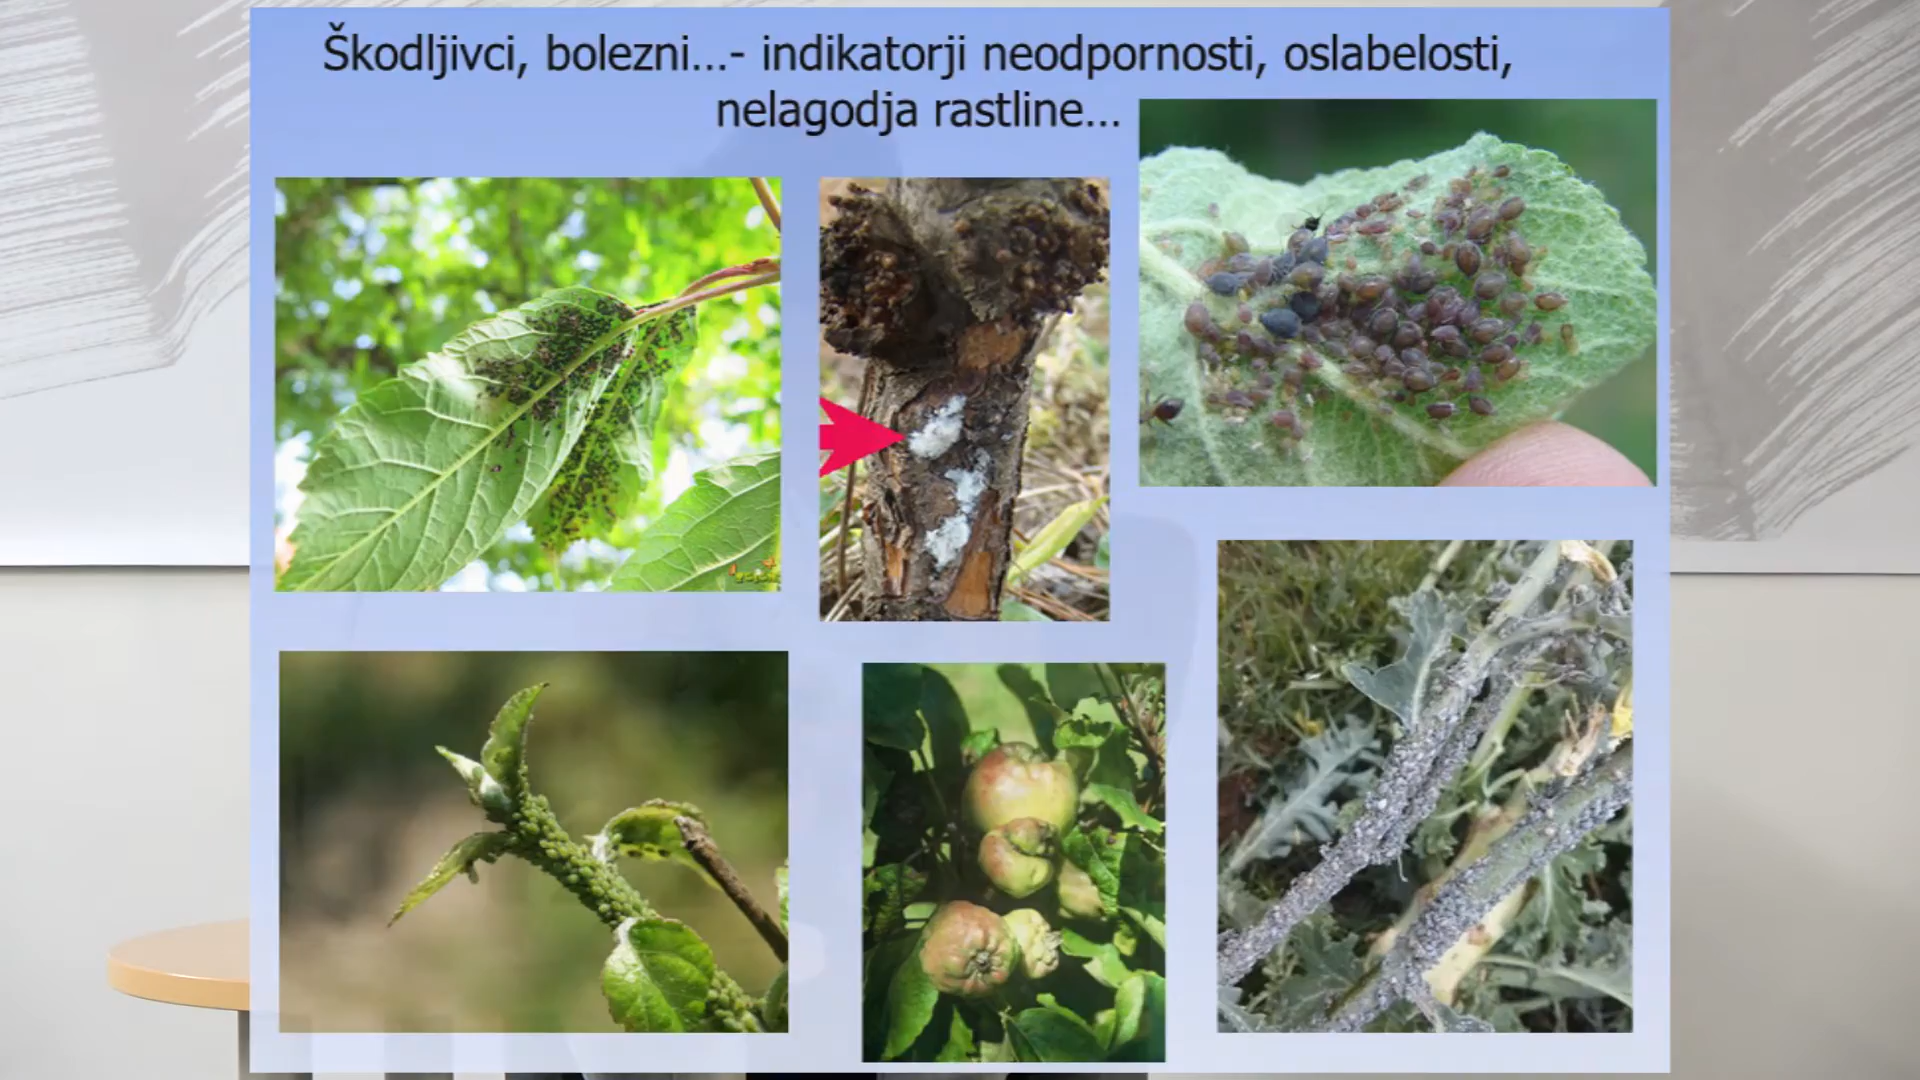 Škodljivci, bolezni...- indikatorji neodpornosti, oslabelosti,
nelagodja rastline...